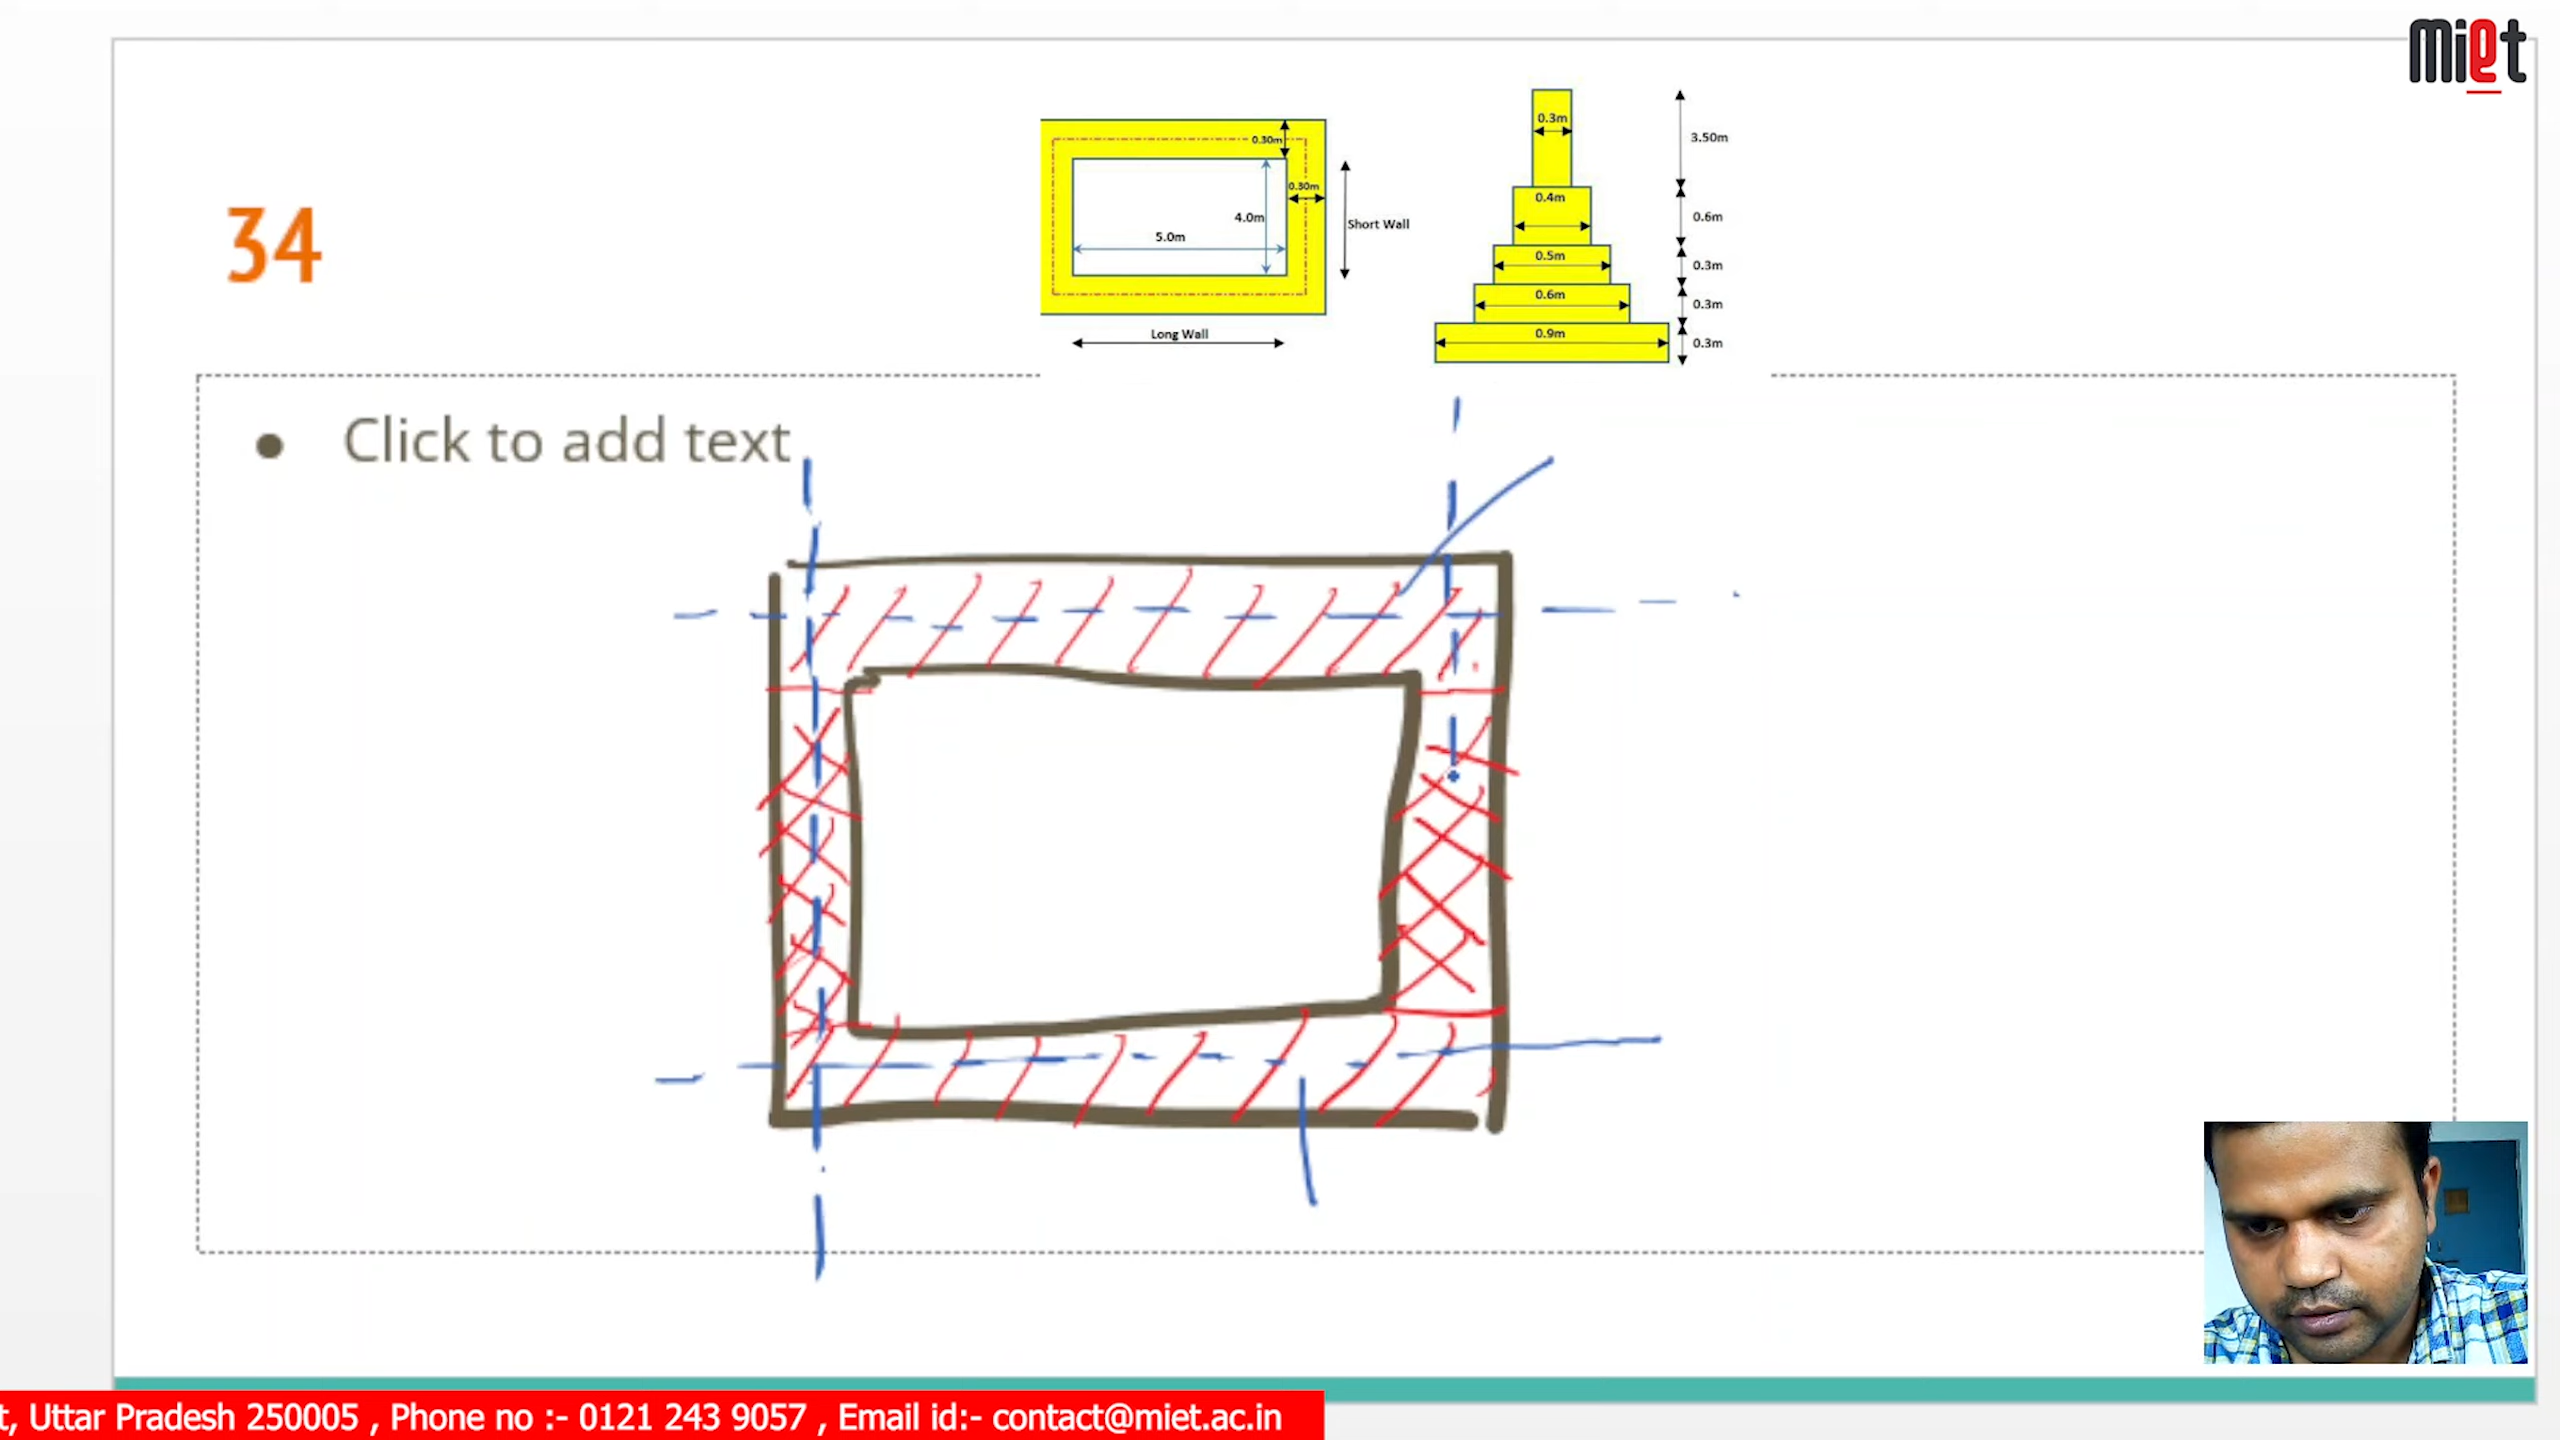 miet
34
0.30m
0.30m
4.0m
5.0m
Short Wall
Long Wall
0.3m
3.50m
0.4m
0.6m
0.5m
0.3m
0.6m
0.3m
0.9m
0.3m
• Click to add text
t, Uttar Pradesh 250005 , Phone no :- 0121 243 9057 , Email id:- contact@miet.ac.in